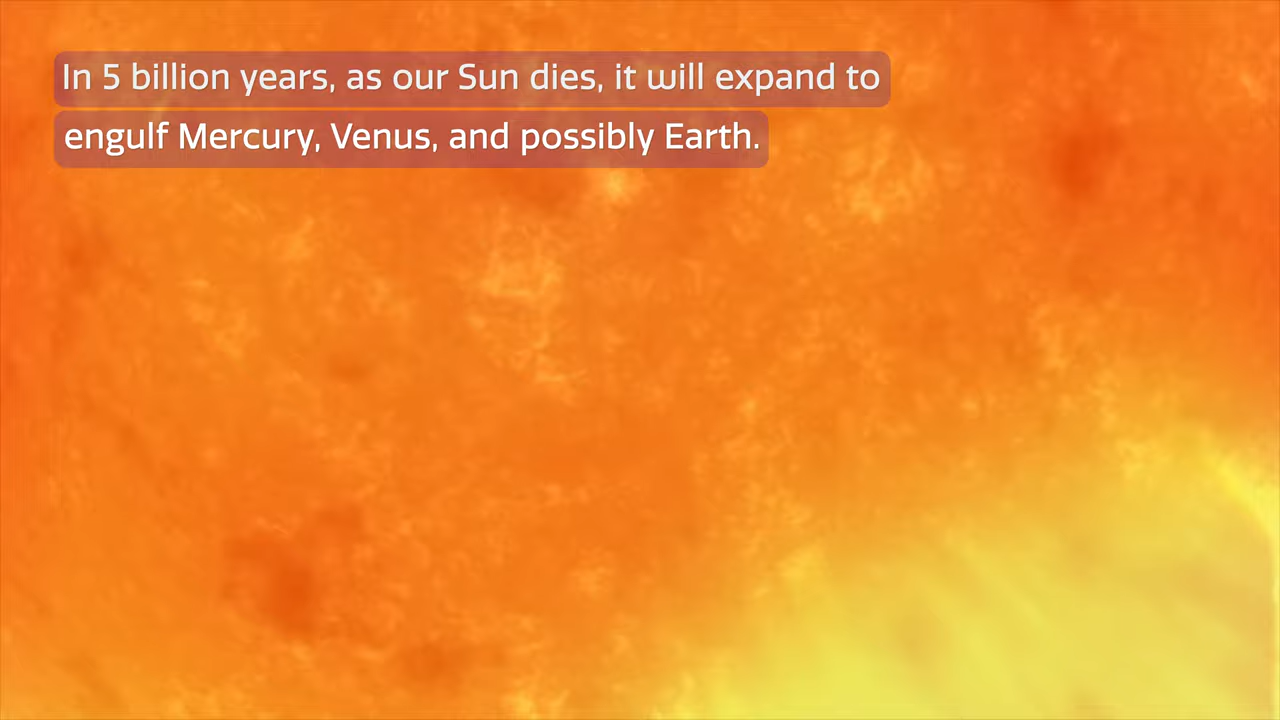 In 5 billion years, as our Sun dies, it will expand to
engulf Mercury, Venus, and possibly Earth.